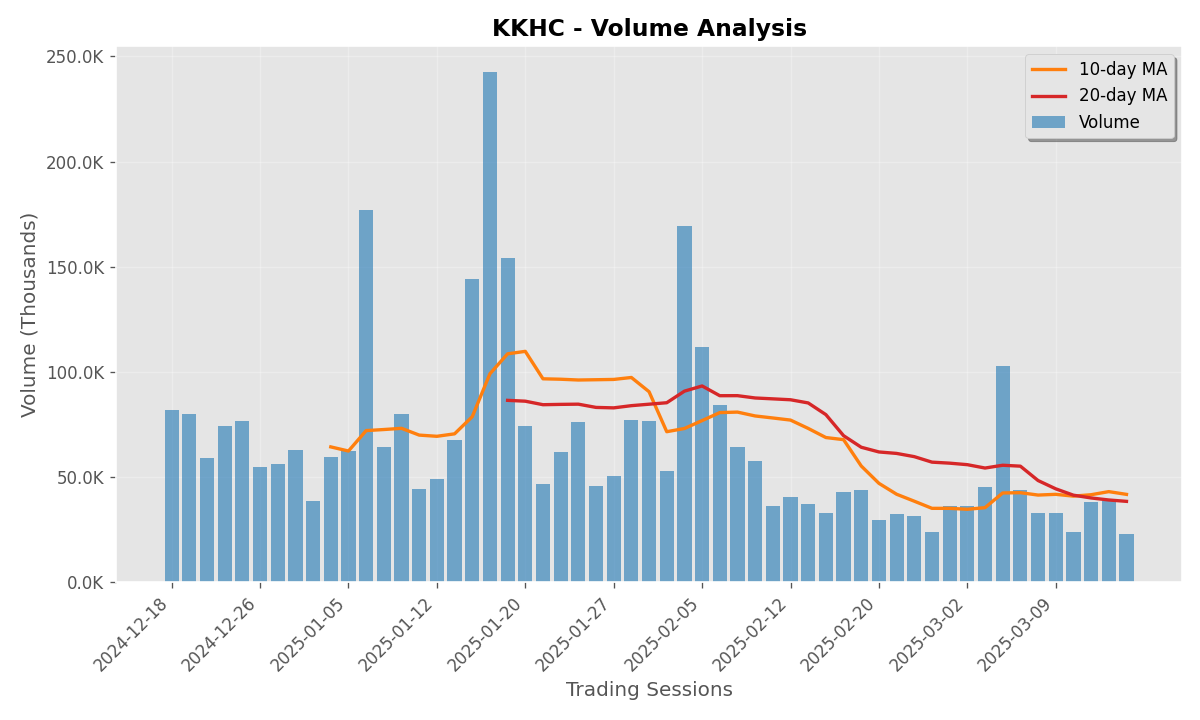 KKHC - Volume Analysis
10-day MA
20-day MA
Volume
Volume (Thousands)
250.0K
200.0K
150.0K
100.0K
50.0K
0.0K
2024-12-18
2024-12-26
2025-01-05
2025-01-12
2025-01-20
2025-01-27
2025-02-05
2025-02-12
2025-02-20
2025-03-02
2025-03-09
Trading Sessions